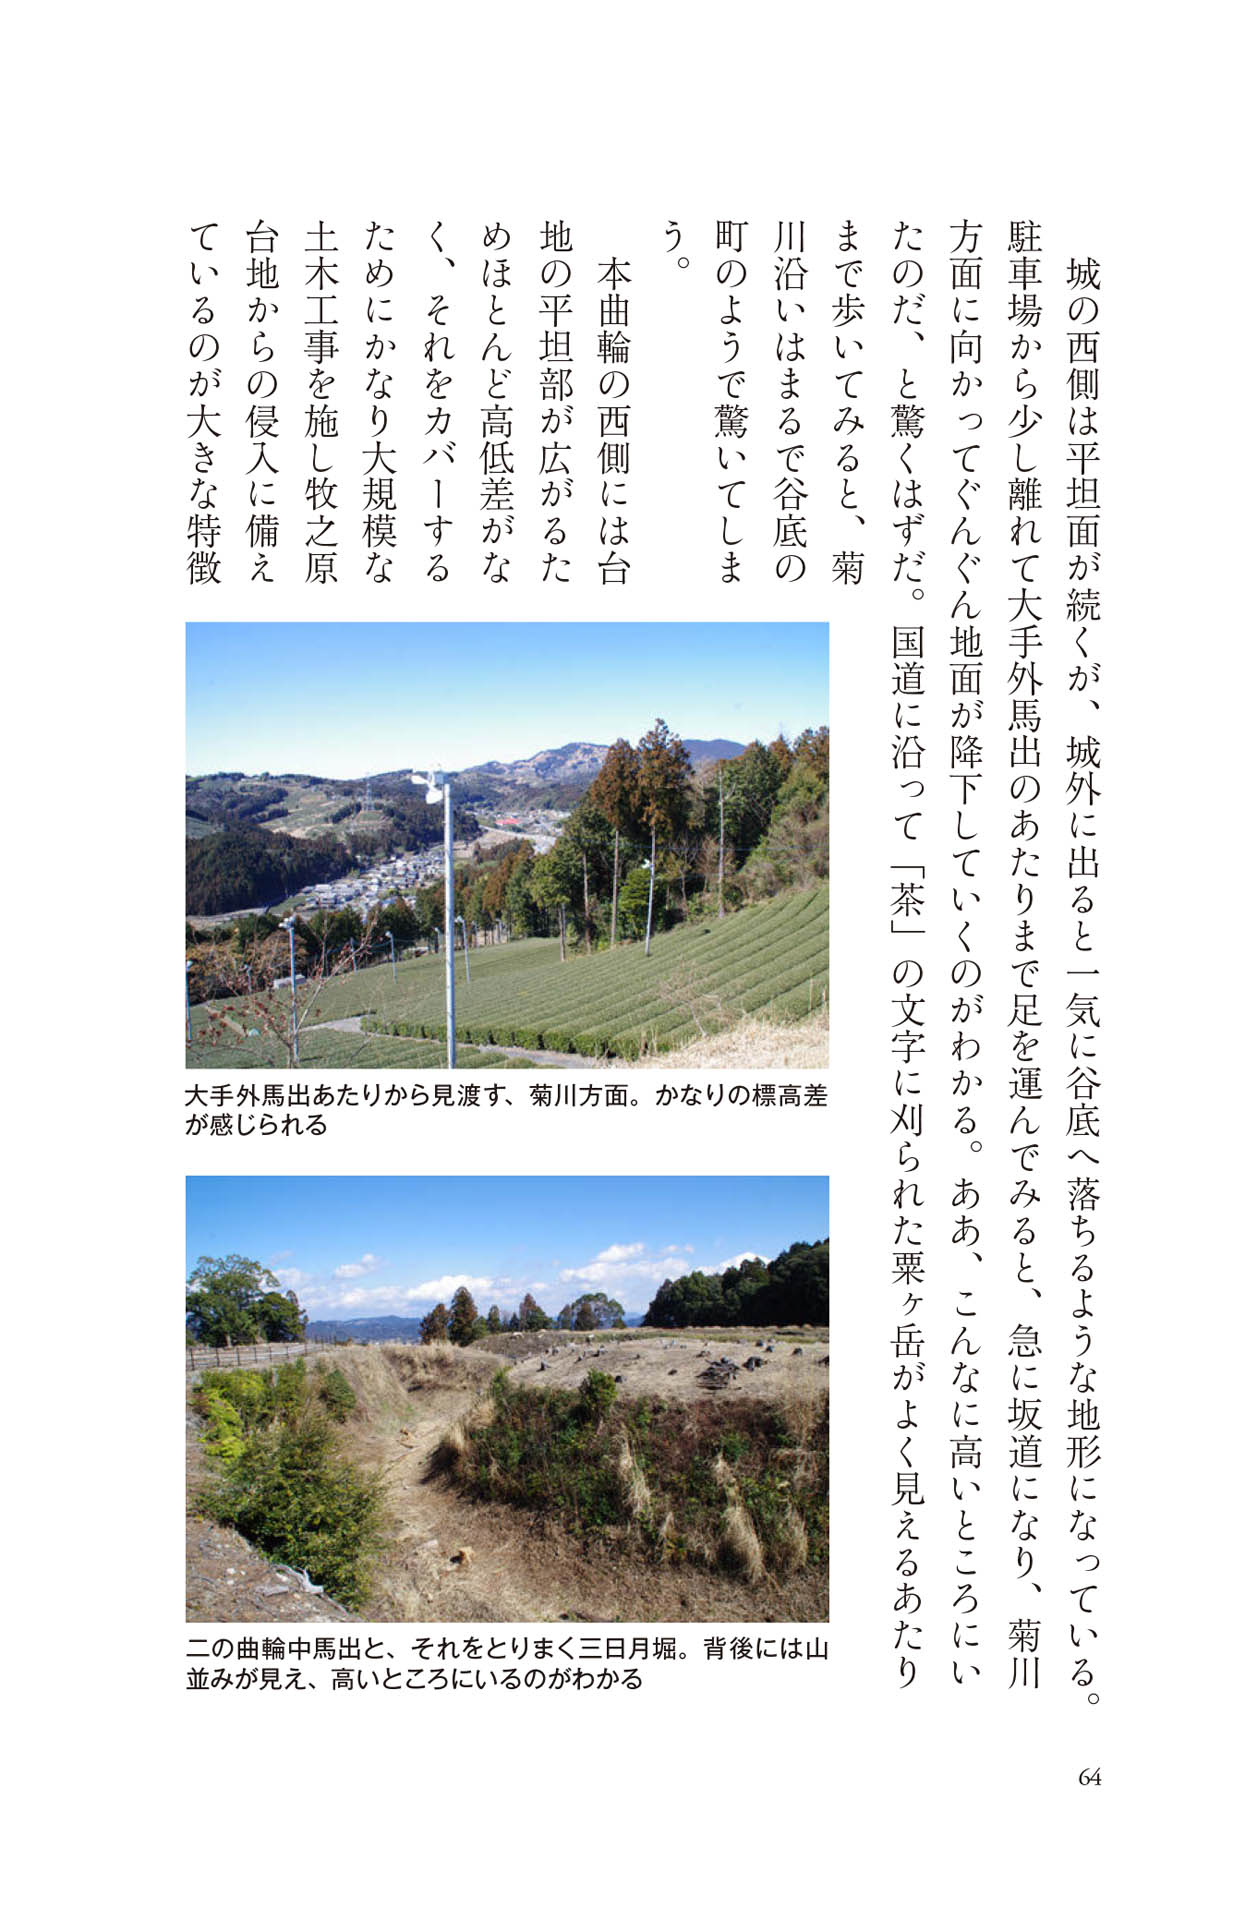 城の西側は平坦面が続くが、城外に出ると一気に谷底へ落ちるような地形になっている。
駐車場から少し離れて大手外馬出のあたりまで足を運んでみると、急に坂道になり、菊川
方面に向かってぐんぐん地面が降下していくのがわかる。ああ、こんなに高いところにい
たのだ、と驚くはずだ。国道に沿って「茶」の文字に刈られた粟ヶ岳がよく見えるあたり
まで歩いてみると、菊
川沿いはまるで谷底の
町のようで驚いてしま
う。
本曲輪の西側には台
地の平坦部が広がるた
めほとんど高低差がな
く、それをカバーする
ためにかなり大規模な
土木工事を施し牧之原
台地からの侵入に備え
ているのが大きな特徴
大手外馬出あたりから見渡す、菊川方面。かなりの標高差
が感じられる
二の曲輪中馬出と、それをとりまく三日月堀。背後には山
並みが見え、高いところにいるのがわかる
64